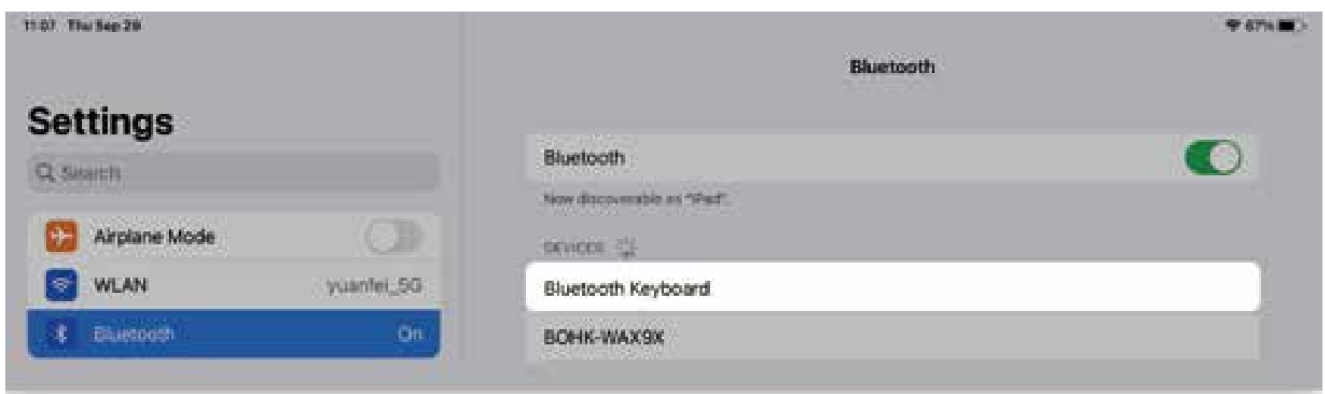 11:07 Thu Sep 29
67%
Bluetooth
Settings
Search
Bluetooth
Now discoverable as "iPad".
Airplane Mode
DEVICES
WLAN yuanfei_5G
Bluetooth Keyboard
Bluetooth On
BOHK-WAX9X